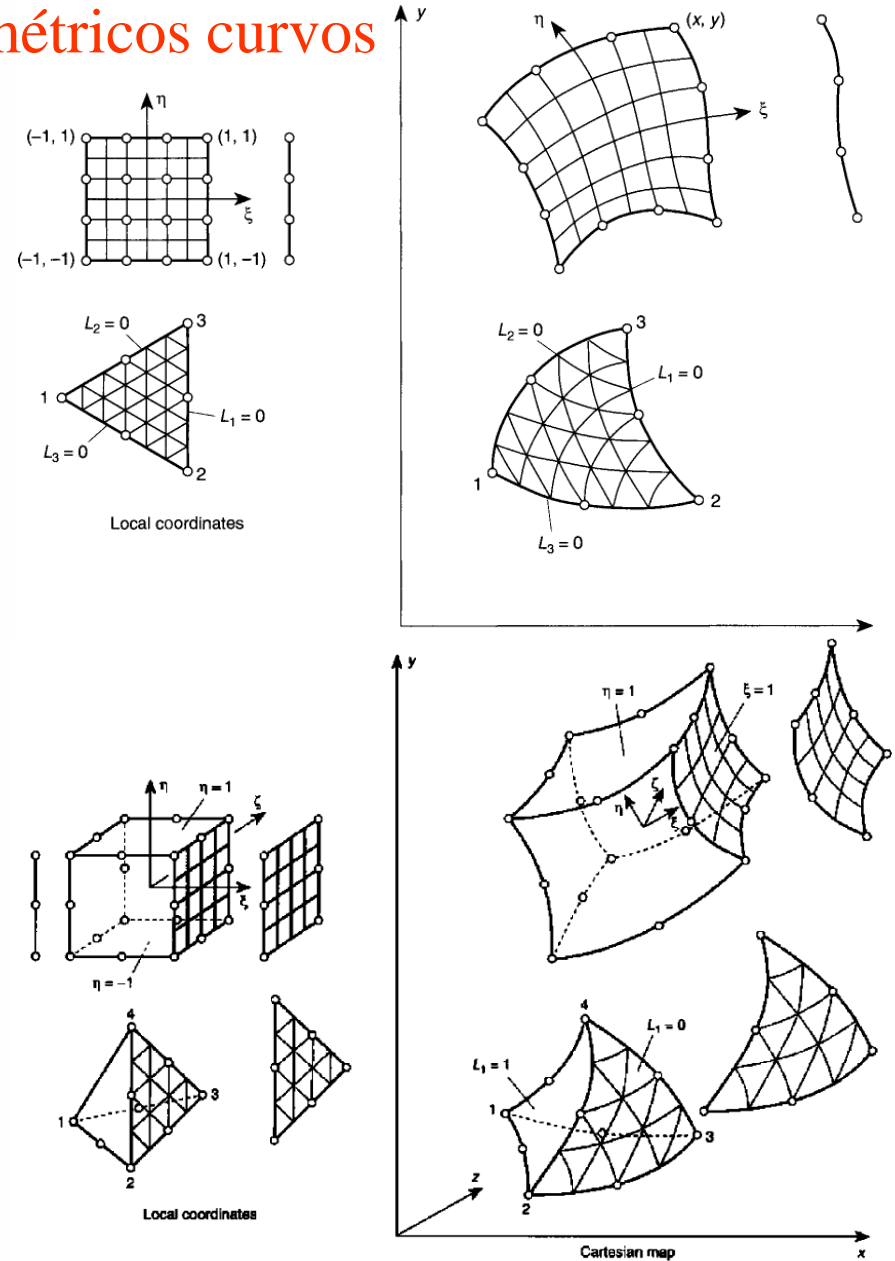 nétricos curvos
y
η
(x, y)
ξ
η
(–1, 1)
(1, 1)
ξ
(–1, –1)
(1, –1)
L2 = 0
3
1
L1 = 0
L3 = 0
2
Local coordinates
L2 = 0
3
L1 = 0
1
2
L3 = 0
y
η = 1
ξ = 1
η
ζ
ξ
η
η = 1
ζ
ξ
η = –1
4
1
3
2
Local coordinates
4
L1 = 0
L1 = 1
1
3
z
2
Cartesian map
x